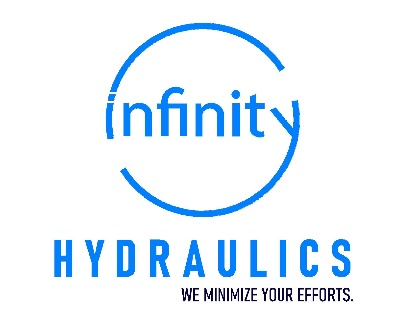 infinity
HYDRAULICS
WE MINIMIZE YOUR EFFORTS.